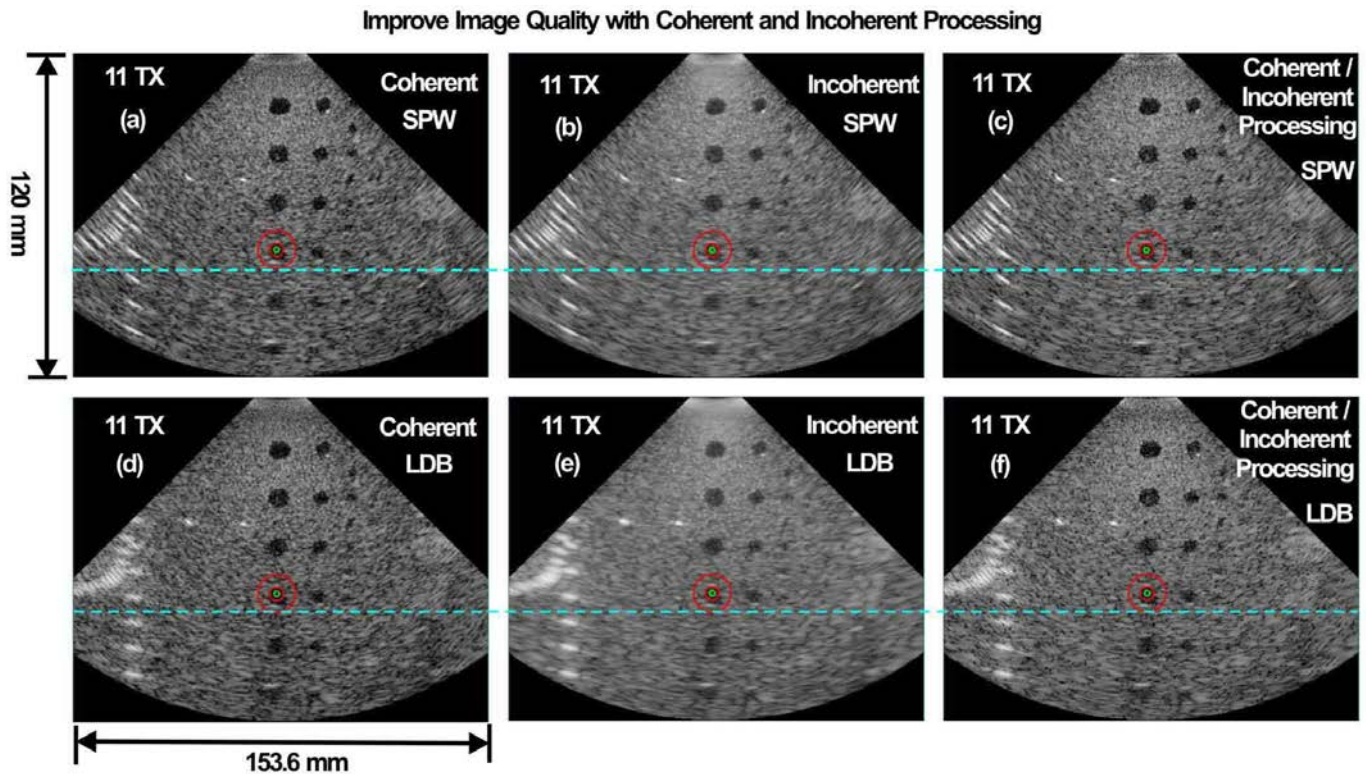 Improve Image Quality with Coherent and Incoherent Processing
11 TX
(a)
Coherent
SPW
11 TX
(b)
Incoherent
SPW
11 TX
(c)
Coherent /
Incoherent
Processing
SPW
120 mm
11 TX
(d)
Coherent
LDB
11 TX
(e)
Incoherent
LDB
11 TX
(f)
Coherent /
Incoherent
Processing
LDB
153.6 mm